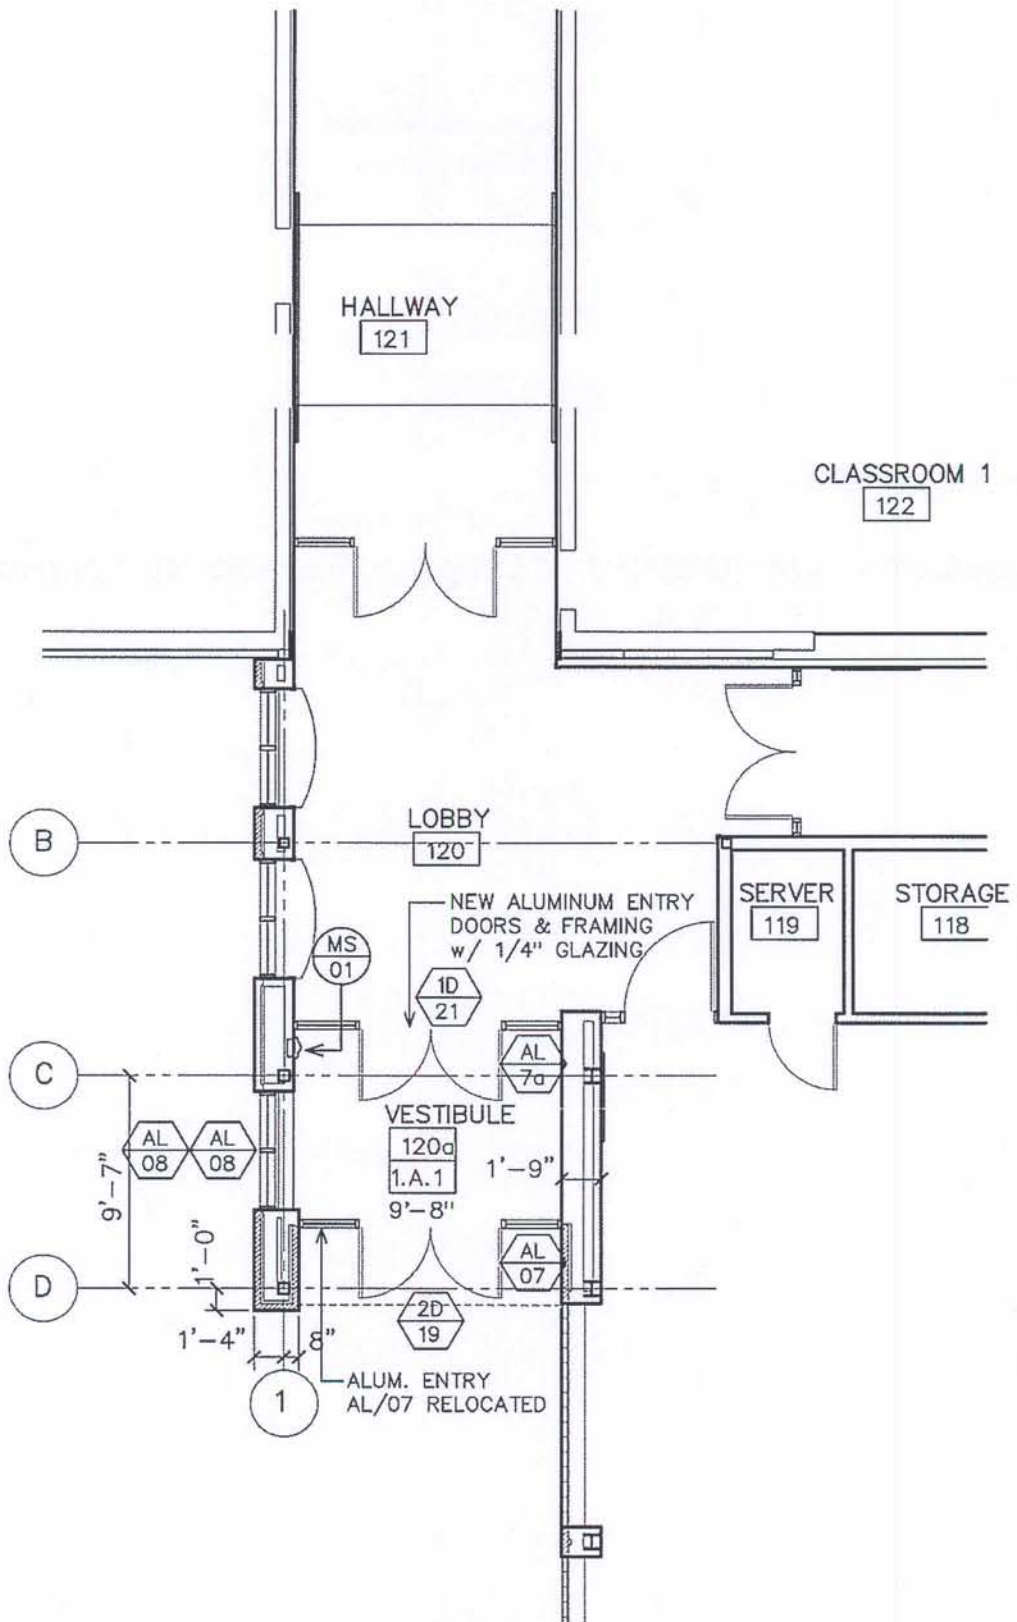 HALLWAY
121
CLASSROOM 1
122
B
LOBBY
120
SERVER
119
STORAGE
118
NEW ALUMINUM ENTRY
DOORS & FRAMING
w/ 1/4" GLAZING
MS
01
1D
21
C
AL
7a
VESTIBULE
120a
1.A.1
9'-8"
1'-9"
AL
08
AL
08
9'-7"
1'-0"
AL
07
D
2D
19
1'-4"
8"
1
ALUM. ENTRY
AL/07 RELOCATED